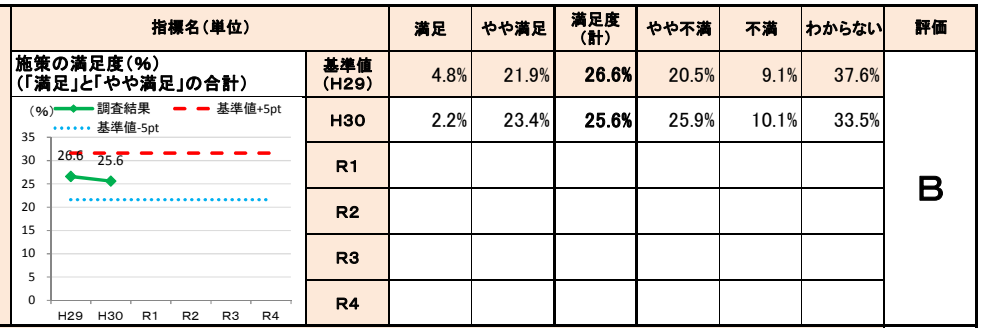 指標名（単位） 満足 やや満足 満足度（計） やや不満 不満 わからない 評価
施策の満足度（%）
（「満足」と「やや満足」の合計）
基準値（H29） 4.8% 21.9% 26.6% 20.5% 9.1% 37.6%
H30 2.2% 23.4% 25.6% 25.9% 10.1% 33.5%
R1
R2
R3
R4
B
（%） 調査結果 基準値+5pt
基準値-5pt
35
30
25
20
15
10
5
0
26.6 25.6
H29 H30 R1 R2 R3 R4